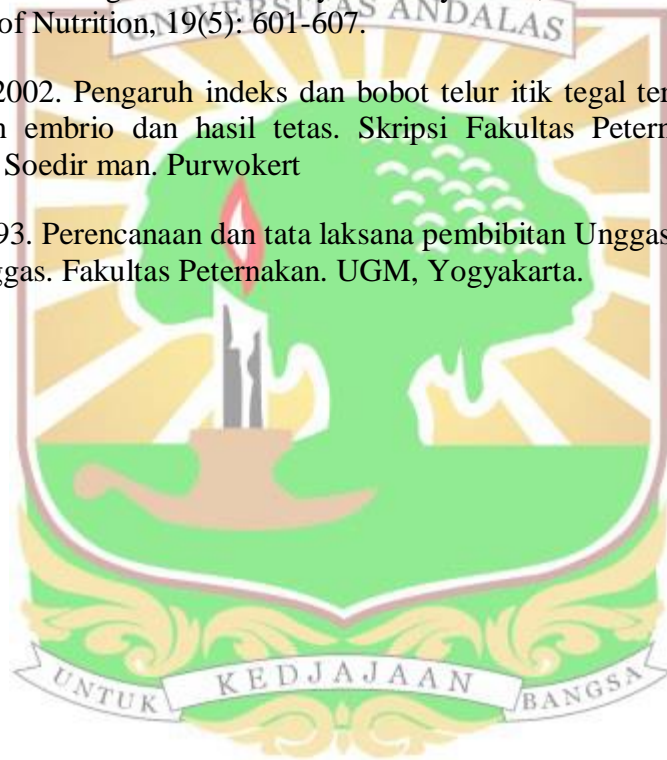 UNIVERSITAS ANDALAS
of Nutrition, 19(5): 601-607.
2002. Pengaruh indeks dan bobot telur itik tegal
embrio dan hasil tetas. Skripsi Fakultas
Soedir man. Purwokert
93. Perencanaan dan tata laksana pembibitan Unggas
ggas. Fakultas Peternakan. UGM, Yogyakarta.
UNTUK KEDJAJAAN BANGSA